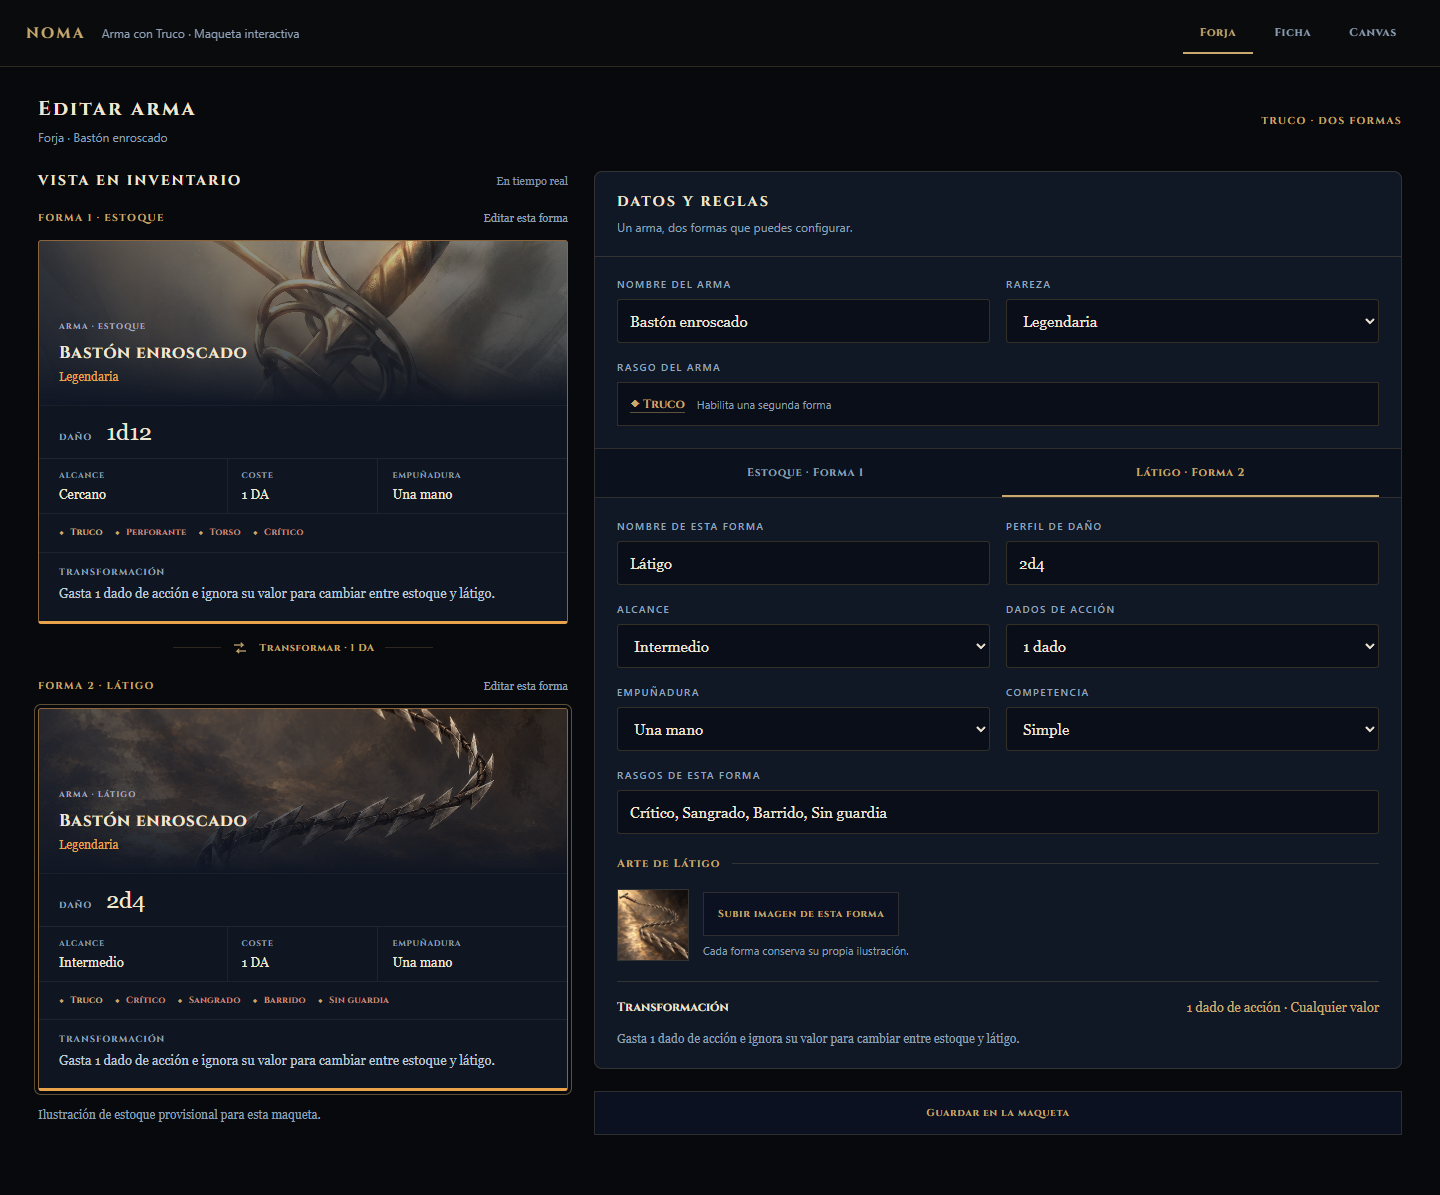 NOMA Arma con Truco · Maqueta interactiva Forja Ficha Canvas
Editar arma
Forja · Bastón enroscado
TRUCO · DOS FORMAS
VISTA EN INVENTARIO En tiempo real
FORMA 1 · ESTOQUE Editar esta forma
ARMA · ESTOQUE
Bastón enroscado
Legendaria
DAÑO 1d12
ALCANCE COSTE EMPUÑADURA
Cercano 1 DA Una mano
Truco Perforante Torso Crítico
TRANSFORMACIÓN
Gasta 1 dado de acción e ignora su valor para cambiar entre estoque y látigo.
Transformar · 1 DA
FORMA 2 · LÁTIGO Editar esta forma
ARMA · LÁTIGO
Bastón enroscado
Legendaria
DAÑO 2d4
ALCANCE COSTE EMPUÑADURA
Intermedio 1 DA Una mano
Truco Crítico Sangrado Barrido Sin guardia
TRANSFORMACIÓN
Gasta 1 dado de acción e ignora su valor para cambiar entre estoque y látigo.
Ilustración de estoque provisional para esta maqueta.
DATOS Y REGLAS
Un arma, dos formas que puedes configurar.
NOMBRE DEL ARMA RAREZA
Bastón enroscado Legendaria
RASGO DEL ARMA
Truco Habilita una segunda forma
Estoque · Forma 1 Látigo · Forma 2
NOMBRE DE ESTA FORMA PERFIL DE DAÑO
Látigo 2d4
ALCANCE DADOS DE ACCIÓN
Intermedio 1 dado
EMPUÑADURA COMPETENCIA
Una mano Simple
RASGOS DE ESTA FORMA
Crítico, Sangrado, Barrido, Sin guardia
Arte de Látigo
Subir imagen de esta forma
Cada forma conserva su propia ilustración.
Transformación 1 dado de acción · Cualquier valor
Gasta 1 dado de acción e ignora su valor para cambiar entre estoque y látigo.
Guardar en la maqueta